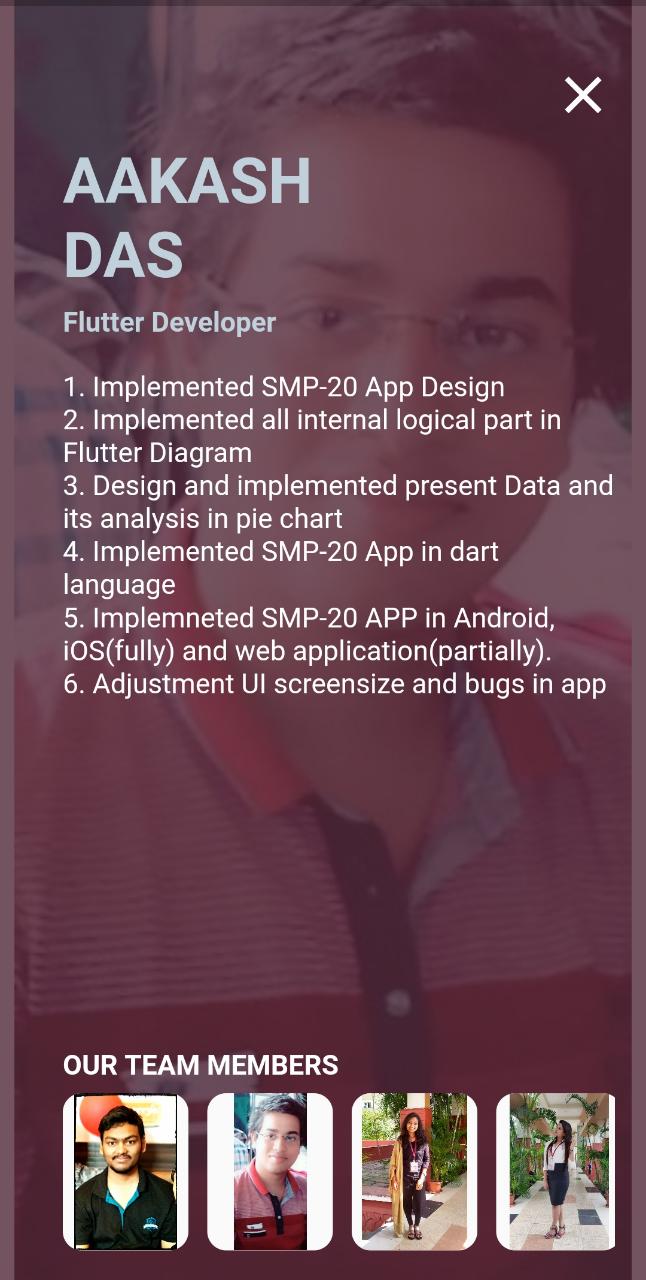 AAKASH
DAS
Flutter Developer
1. Implemented SMP-20 App Design
2. Implemented all internal logical part in
Flutter Diagram
3. Design and implemented present Data and
its analysis in pie chart
4. Implemented SMP-20 App in dart
language
5. Implemneted SMP-20 APP in Android,
iOS(fully) and web application(partially).
6. Adjustment UI screensize and bugs in app
OUR TEAM MEMBERS